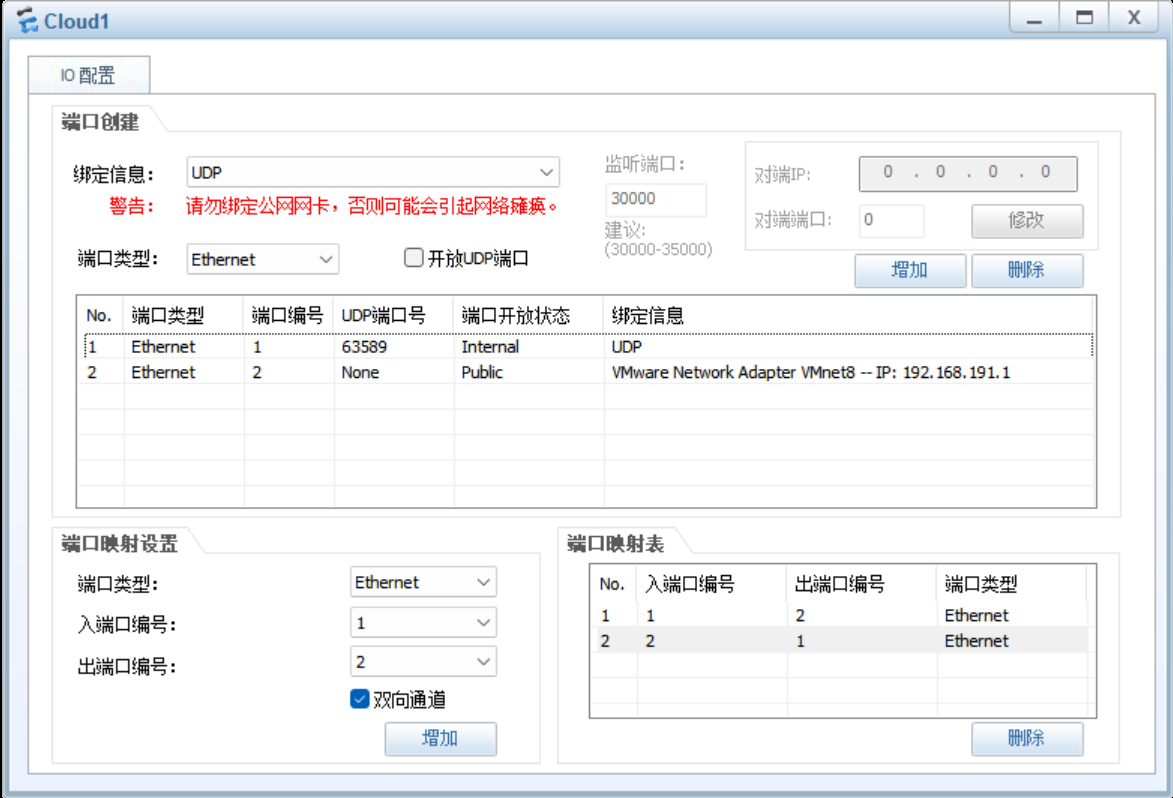 Cloud1
IO 配置
端口创建
绑定信息： UDP
警告： 请勿绑定公网网卡，否则可能会引起网络瘫痪。
端口类型： Ethernet 开放UDP端口
监听端口：
30000
建议:
(30000-35000)
对端IP: 0 . 0 . 0 . 0
对端端口: 0 修改
增加 删除
No. 端口类型 端口编号 UDP端口号 端口开放状态 绑定信息
1 Ethernet 1 63589 Internal UDP
2 Ethernet 2 None Public VMware Network Adapter VMnet8 -- IP: 192.168.191.1
端口映射设置
端口类型： Ethernet
入端口编号： 1
出端口编号： 2
双向通道
增加
端口映射表
No. 入端口编号 出端口编号 端口类型
1 1 2 Ethernet
2 2 1 Ethernet
删除